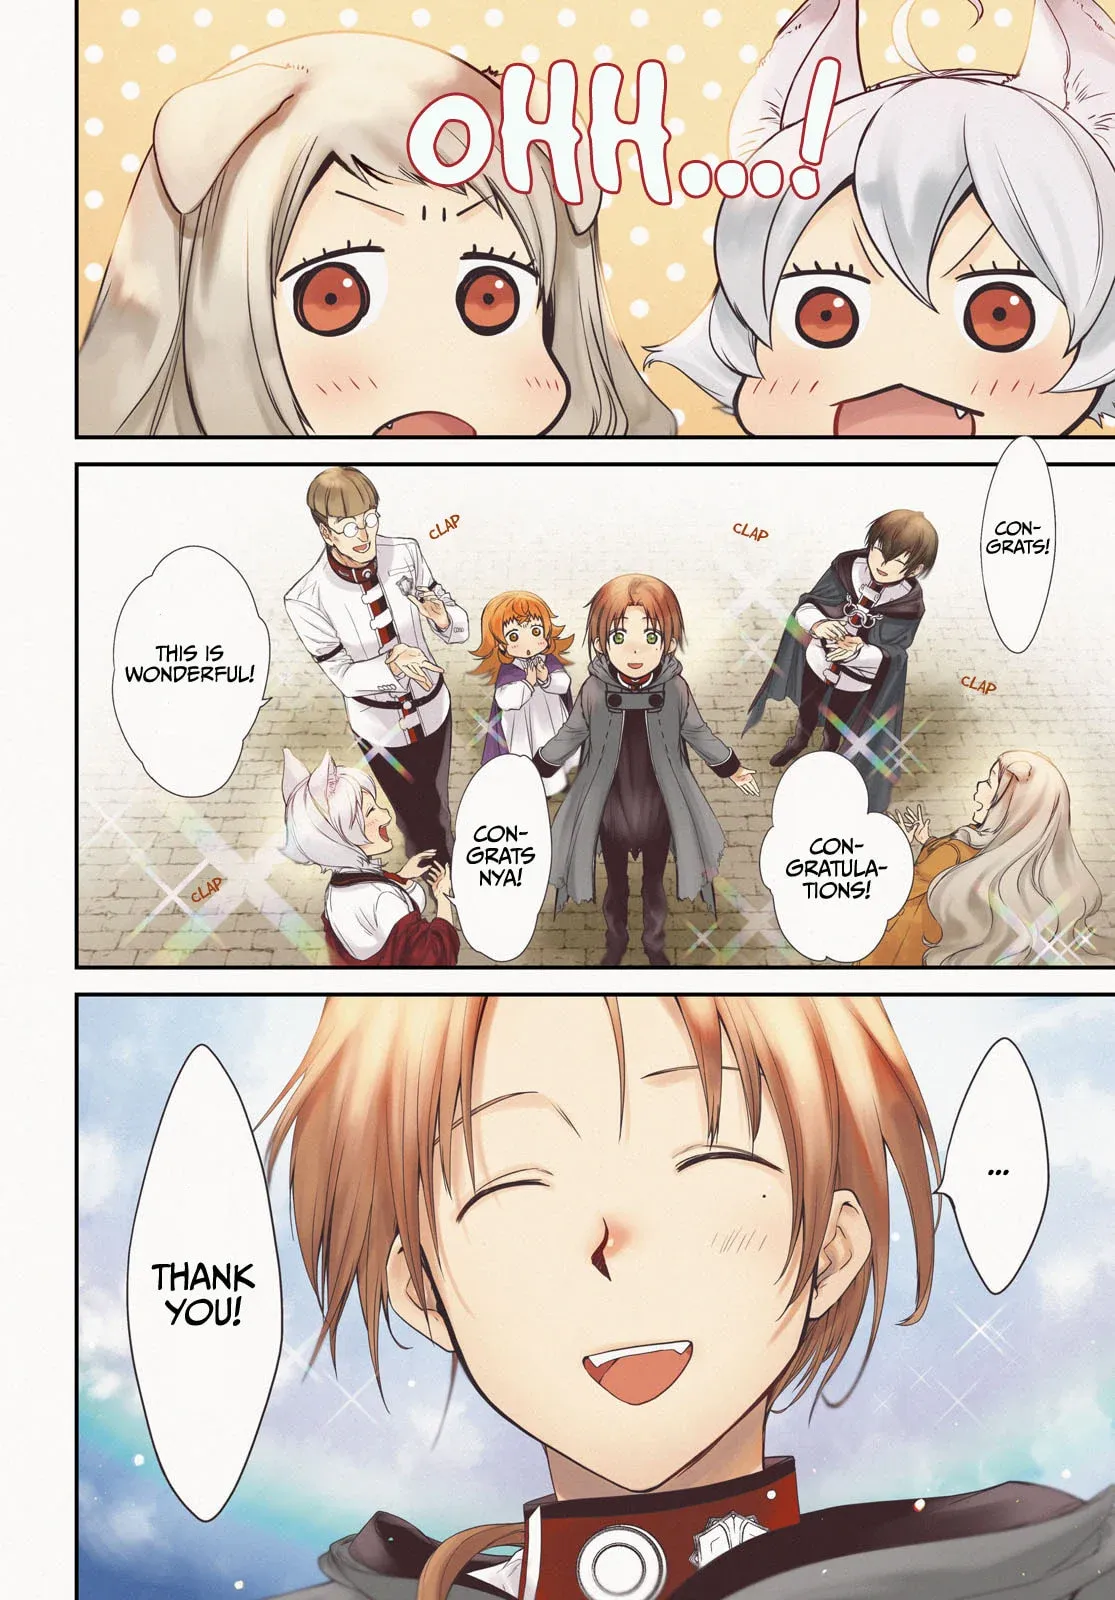 OHH...!
CON-
GRATS!
CLAP
CLAP
THIS IS
WONDERFUL!
CLAP
CON-
GRATULA-
TIONS!
CON-
GRATS
NYA!
CLAP
...
THANK
YOU!